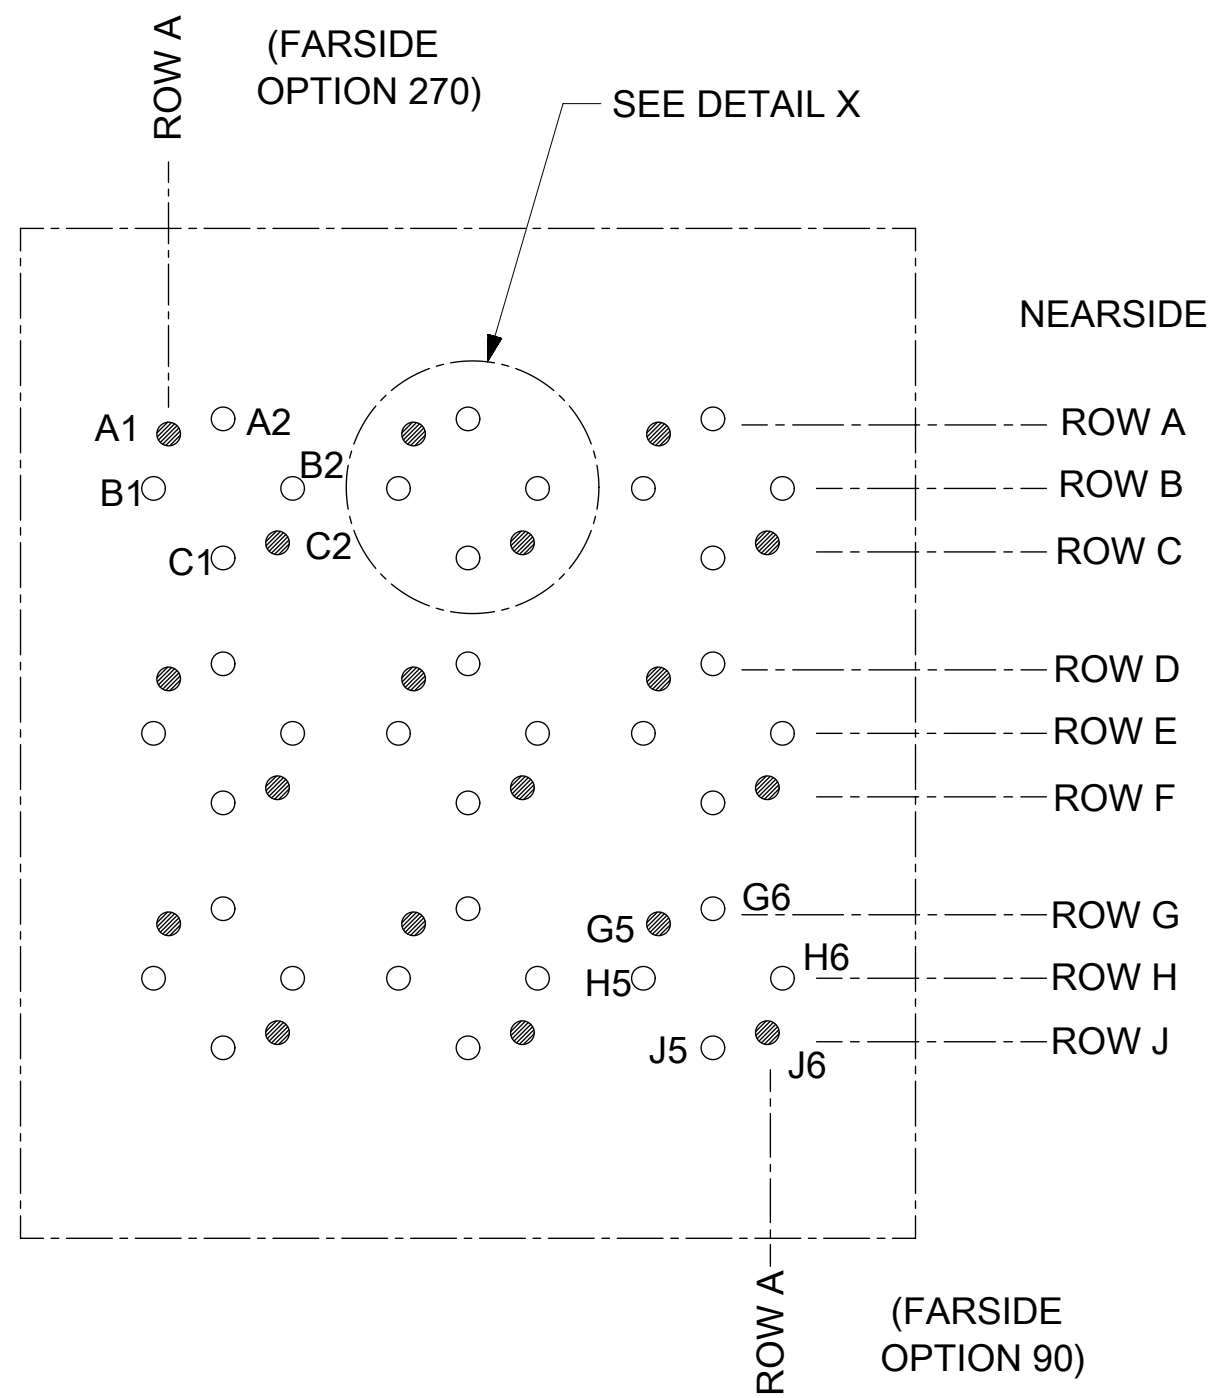 ROW A
(FARSIDE
OPTION 270)
SEE DETAIL X
NEARSIDE
A1
A2
ROW A
B1
B2
ROW B
C1
C2
ROW C
ROW D
ROW E
ROW F
G5
G6
ROW G
H5
H6
ROW H
J5
J6
ROW J
ROW A
(FARSIDE
OPTION 90)